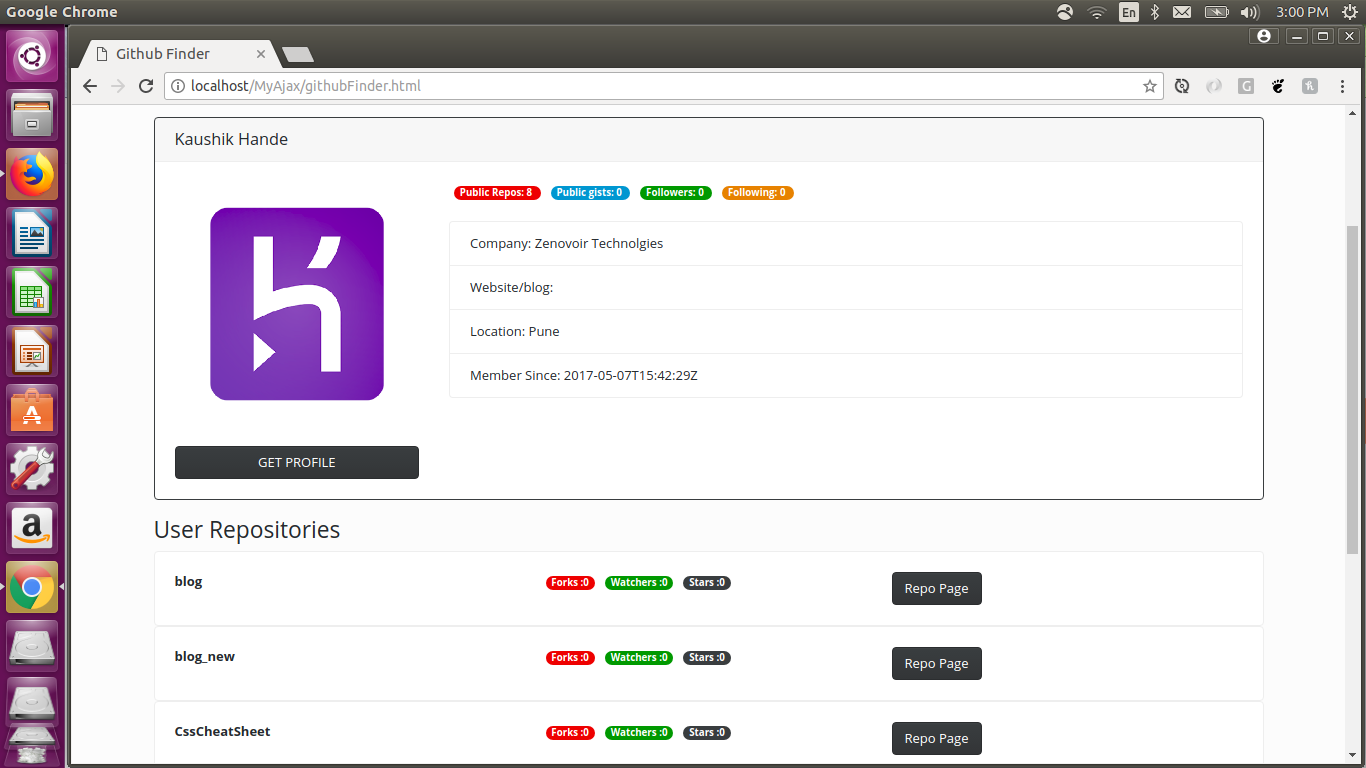 Google Chrome
En
3:00 PM
Github Finder
localhost/MyAjax/githubFinder.html
G
Kaushik Hande
Public Repos: 8 Public gists: 0 Followers: 0 Following: 0
Company: Zenovoir Technolgies
Website/blog:
Location: Pune
Member Since: 2017-05-07T15:42:29Z
GET PROFILE
User Repositories
blog Forks :0 Watchers :0 Stars :0 Repo Page
blog_new Forks :0 Watchers :0 Stars :0 Repo Page
CssCheatSheet Forks :0 Watchers :0 Stars :0 Repo Page